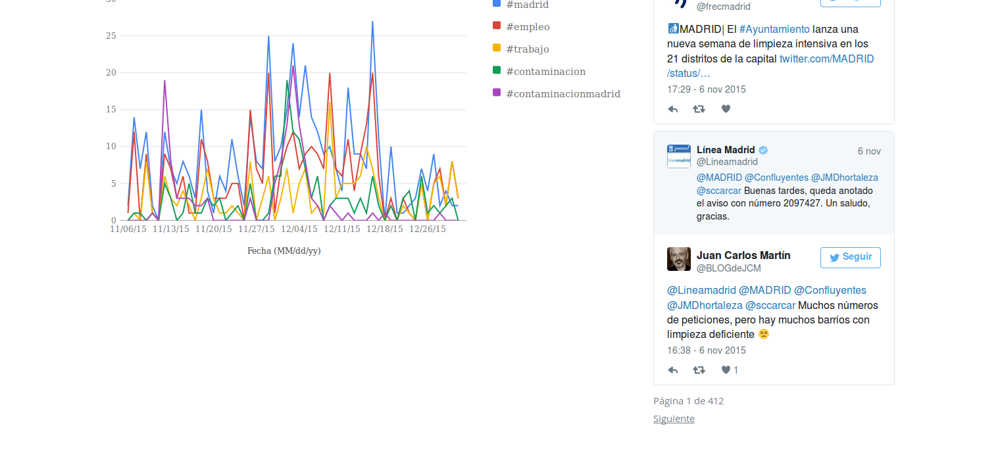 30
25
20
15
10
5
0
11/06/15 11/13/15 11/20/15 11/27/15 12/04/15 12/11/15 12/18/15 12/26/15
Fecha (MM/dd/yy)
#madrid
#empleo
#trabajo
#contaminacion
#contaminacionmadrid
@frecmadrid
MADRID| El #Ayuntamiento lanza una
nueva semana de limpieza intensiva en los
21 distritos de la capital twitter.com/MADRID
/status/…
17:29 - 6 nov 2015
Línea Madrid
6 nov
@Lineamadrid
¡MADRID!
líneamadrid
@MADRID @Confluyentes @JMDhortaleza
@sccarcar Buenas tardes, queda anotado
el aviso con número 2097427. Un saludo,
gracias.
Juan Carlos Martín
@BLOGdeJCM
Seguir
@Lineamadrid @MADRID @Confluyentes
@JMDhortaleza @sccarcar Muchos números
de peticiones, pero hay muchos barrios con
limpieza deficiente 😒
16:38 - 6 nov 2015
1
Página 1 de 412
Siguiente